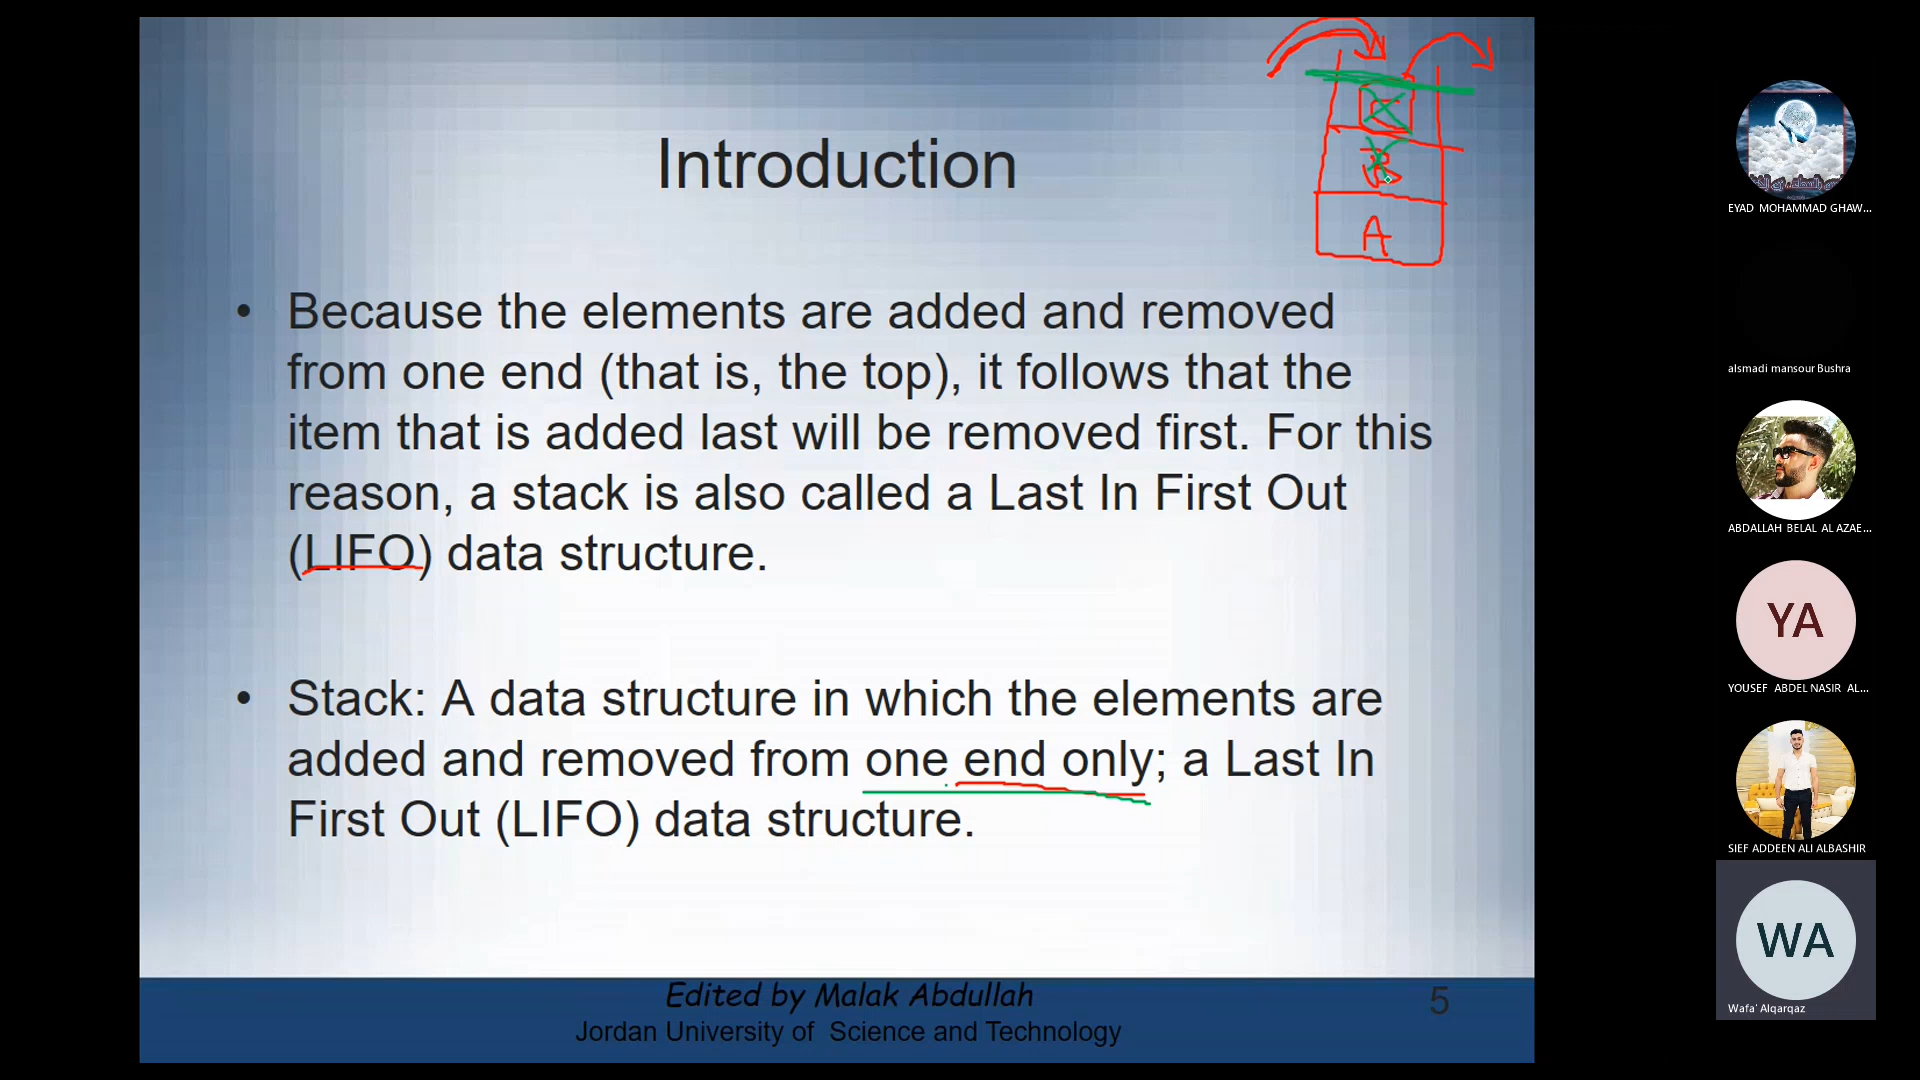 Introduction
• Because the elements are added and removed
from one end (that is, the top), it follows that the
item that is added last will be removed first. For this
reason, a stack is also called a Last In First Out
(LIFO) data structure.
• Stack: A data structure in which the elements are
added and removed from one end only; a Last In
First Out (LIFO) data structure.
Edited by Malak Abdullah
Jordan University of Science and Technology
5
A
EYAD MOHAMMAD GHAW...
alsmadi mansour Bushra
ABDALLAH BELAL AL AZAE...
YA
YOUSEF ABDEL NASIR AL...
SIEF ADDEEN ALI ALBASHIR
WA
Wafa' Alqarqaz